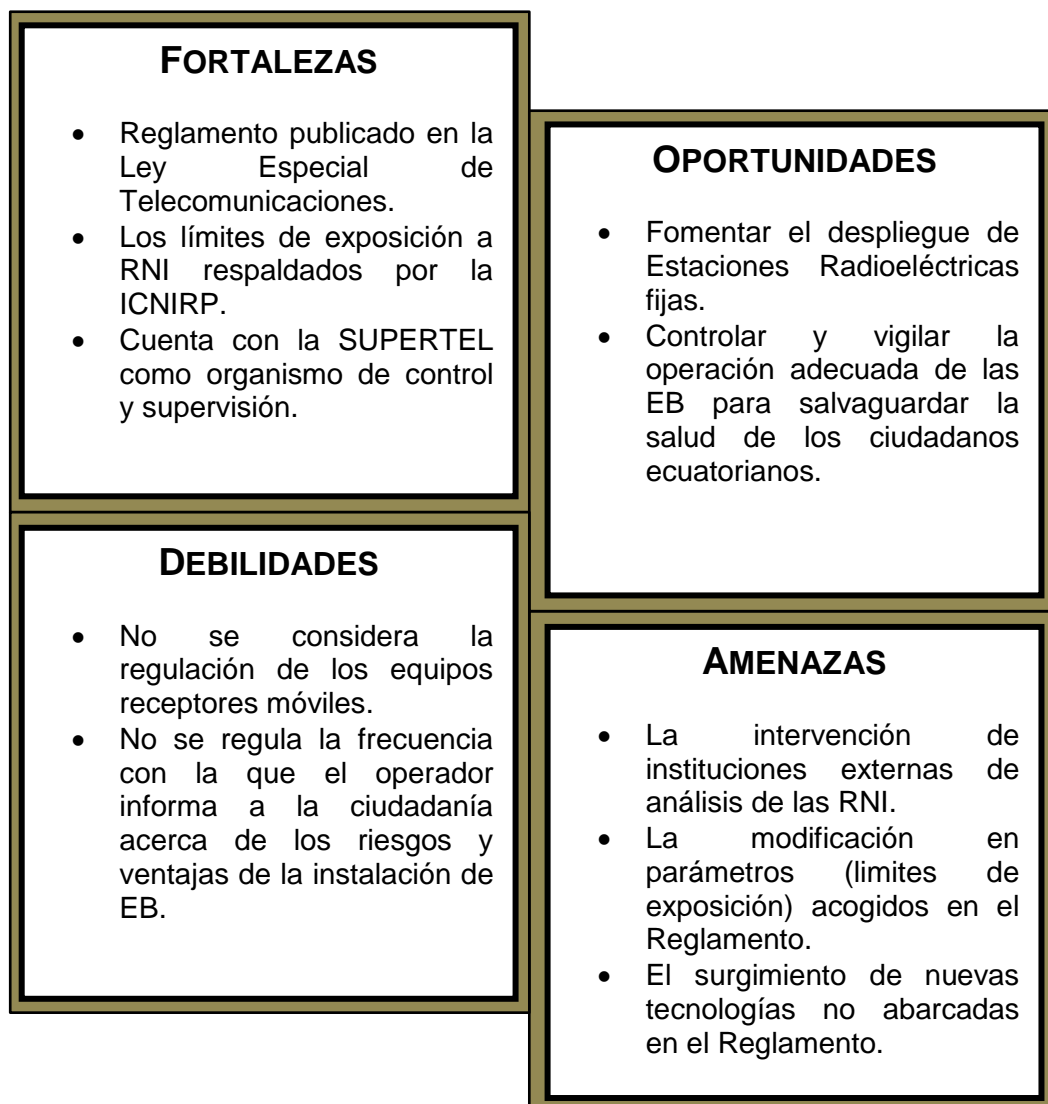 FORTALEZAS
• Reglamento publicado en la
Ley Especial de
Telecomunicaciones.
• Los límites de exposición a
RNI respaldados por la
ICNIRP.
• Cuenta con la SUPERTEL
como organismo de control
y supervisión.
OPORTUNIDADES
• Fomentar el despliegue de
Estaciones Radioeléctricas
fijas.
• Controlar y vigilar la
operación adecuada de las
EB para salvaguardar la
salud de los ciudadanos
ecuatorianos.
DEBILIDADES
• No se considera la
regulación de los equipos
receptores móviles.
• No se regula la frecuencia
con la que el operador
informa a la ciudadanía
acerca de los riesgos y
ventajas de la instalación de
EB.
AMENAZAS
• La intervención de
instituciones externas de
análisis de las RNI.
• La modificación en
parámetros (limites de
exposición) acogidos en el
Reglamento.
• El surgimiento de nuevas
tecnologías no abarcadas
en el Reglamento.